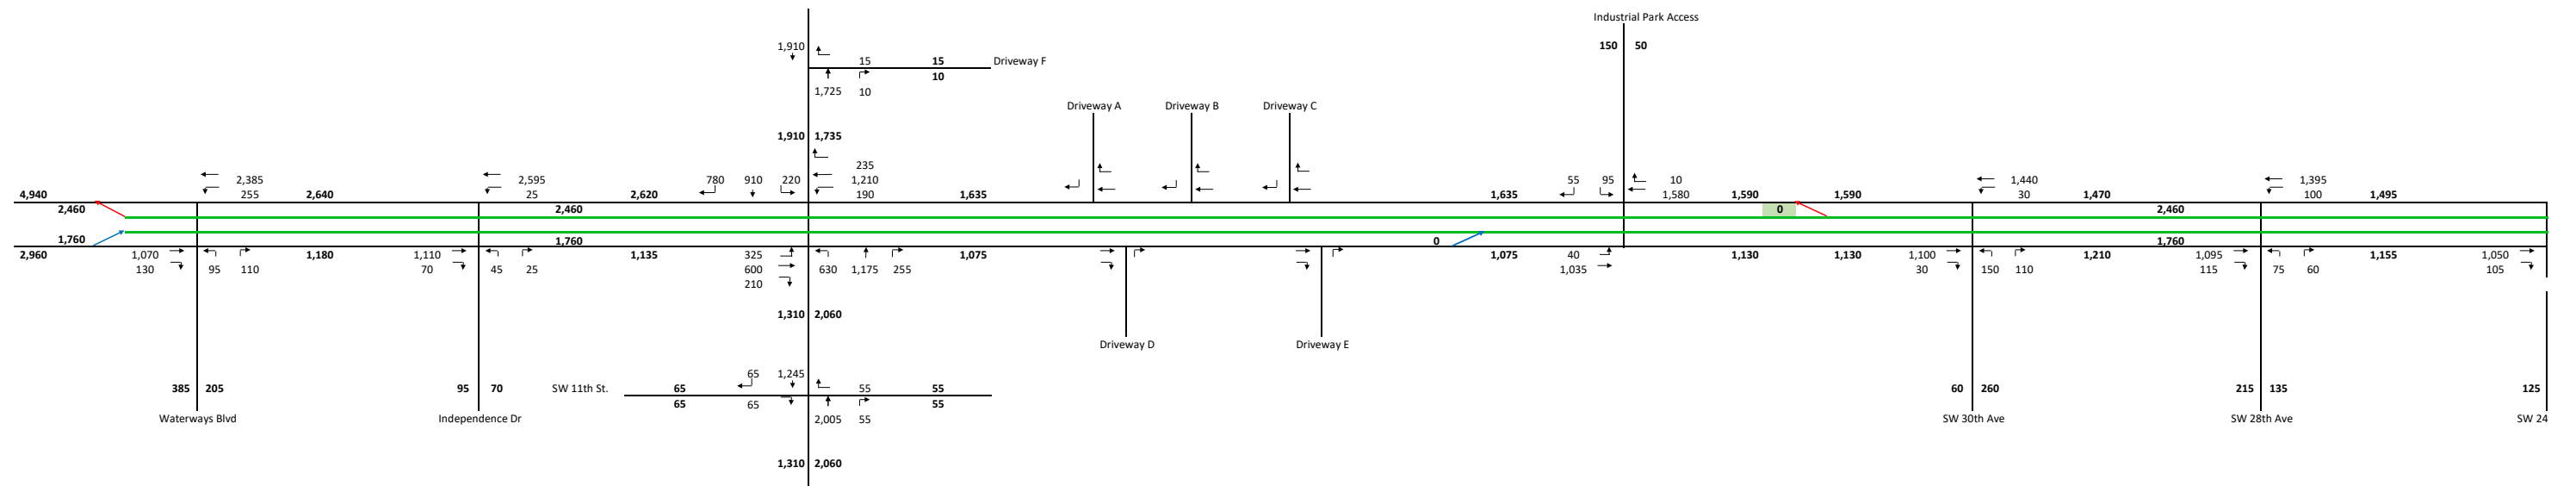 Industrial Park Access
1,910
150 50
15 15 Driveway F
10
1,725 10
Driveway A Driveway B Driveway C
1,910 1,735
235
2,385 2,595 780 910 220 1,210 55 95 10 1,440 1,395
4,940 255 2,640 25 2,620 190 1,635 1,635 1,580 1,590 1,590 30 1,470 100 1,495
2,460 2,460 0 2,460
1,760 1,760 0 1,760
2,960 1,070 1,180 1,110 1,135 325 1,075 1,075 40 1,130 1,130 1,100 1,210 1,095 1,155 1,050
130 95 110 70 45 25 600 630 1,175 255 1,035 30 150 110 115 75 60 105
210
1,310 2,060
Driveway D Driveway E
65 1,245
385 205 95 70 SW 11th St. 65 55 55 60 260 215 135 125
65 65 55
Waterways Blvd Independence Dr 2,005 55 SW 30th Ave SW 28th Ave SW 24
1,310 2,060